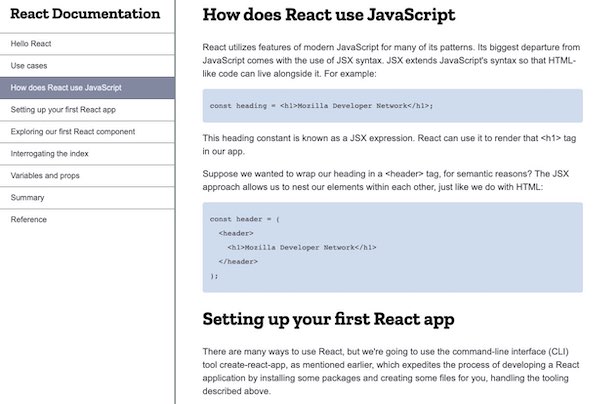 React Documentation
Hello React
Use cases
How does React use JavaScript
Setting up your first React app
Exploring our first React component
Interrogating the index
Variables and props
Summary
Reference
How does React use JavaScript
React utilizes features of modern JavaScript for many of its patterns. Its biggest departure from
JavaScript comes with the use of JSX syntax. JSX extends JavaScript's syntax so that HTML-
like code can live alongside it. For example:
const heading = <h1>Mozilla Developer Network</h1>;
This heading constant is known as a JSX expression. React can use it to render that <h1> tag
in our app.
Suppose we wanted to wrap our heading in a <header> tag, for semantic reasons? The JSX
approach allows us to nest our elements within each other, just like we do with HTML:
const header = (
<header>
<h1>Mozilla Developer Network</h1>
</header>
);
Setting up your first React app
There are many ways to use React, but we're going to use the command-line interface (CLI)
tool create-react-app, as mentioned earlier, which expedites the process of developing a React
application by installing some packages and creating some files for you, handling the tooling
described above.